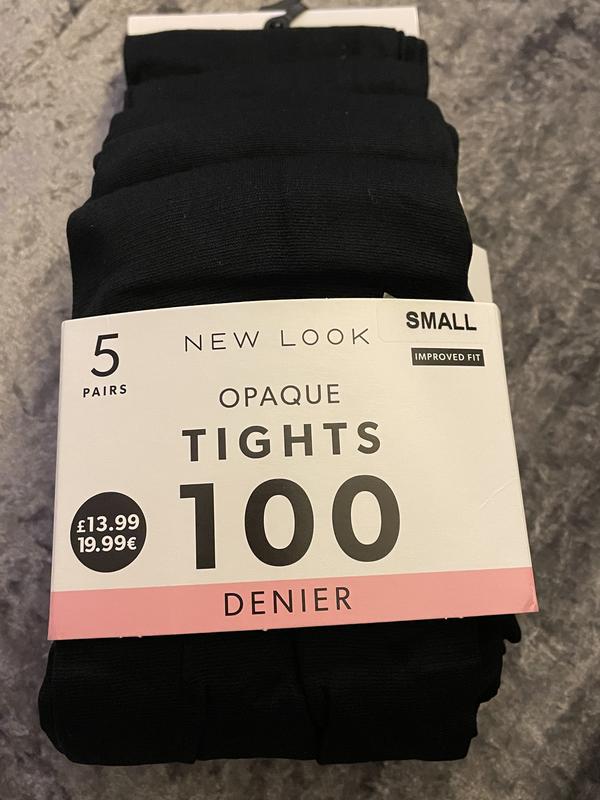 5
PAIRS
NEW LOOK
SMALL
IMPROVED FIT
OPAQUE
TIGHTS
100
£13.99
19.99€
DENIER